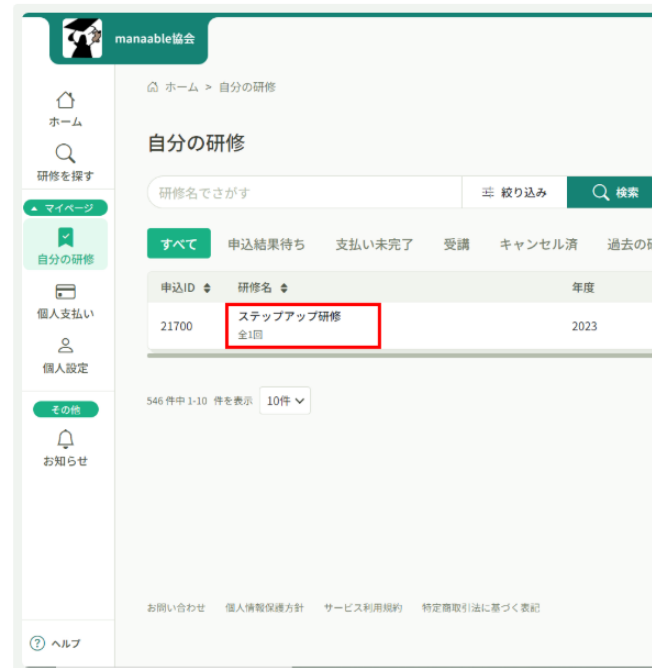 manaable協会
ホーム > 自分の研修
ホーム
研修を探す
マイページ
自分の研修
個人支払い
個人設定
その他
お知らせ
ヘルプ
自分の研修
研修名でさがす
絞り込み
検索
すべて 申込結果待ち 支払い未完了 受講 キャンセル済 過去の
申込ID 研修名 年度
21700 ステップアップ研修 2023
全1回
546 件中 1-10 件を表示 10件
お問い合わせ 個人情報保護方針 サービス利用規約 特定商取引法に基づく表記